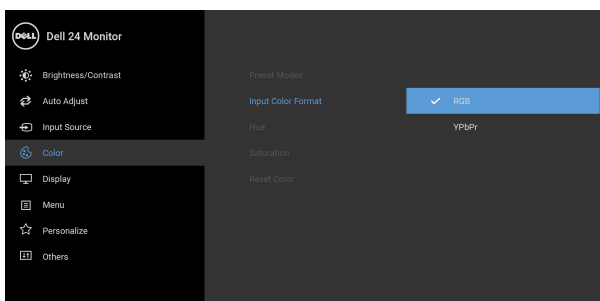 DELL Dell 24 Monitor
Brightness/Contrast
Preset Modes
Auto Adjust
Input Color Format
RGB
Input Source
Hue
YPbPr
Color
Saturation
Display
Reset Color
Menu
Personalize
Others